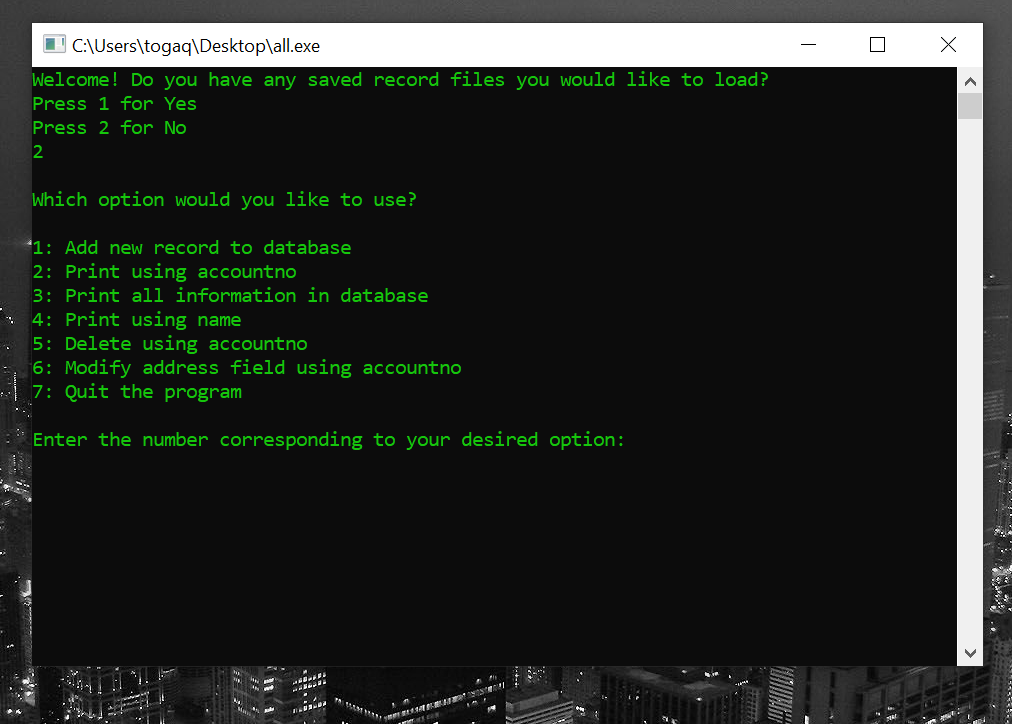 C:\Users\togaq\Desktop\all.exe
Welcome! Do you have any saved record files you would like to load?
Press 1 for Yes
Press 2 for No
2
Which option would you like to use?
1: Add new record to database
2: Print using accountno
3: Print all information in database
4: Print using name
5: Delete using accountno
6: Modify address field using accountno
7: Quit the program
Enter the number corresponding to your desired option: